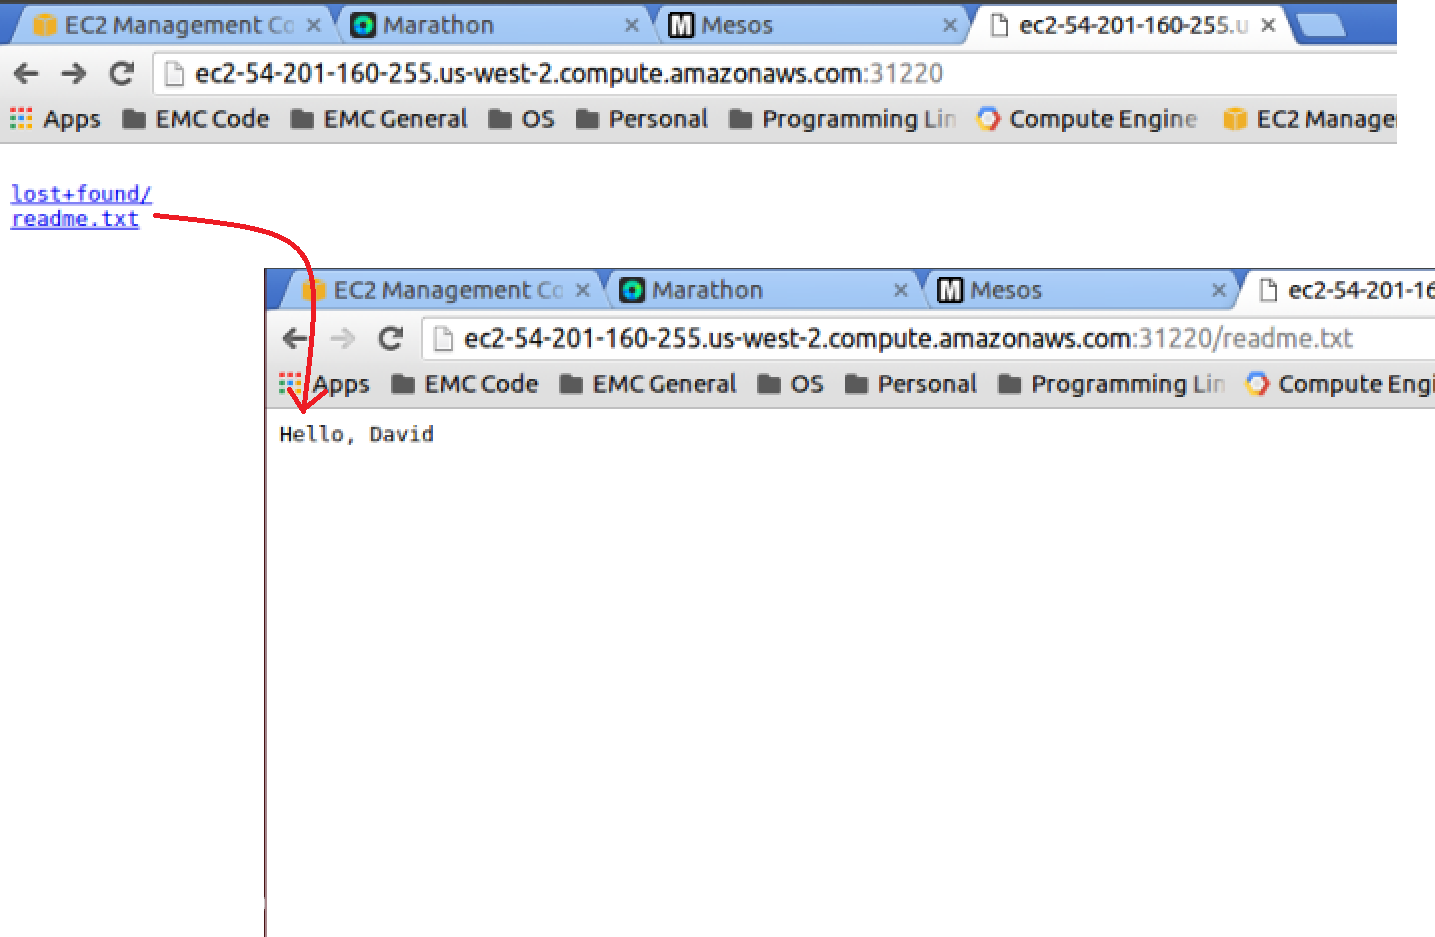 EC2 Management Co Marathon Mesos ec2-54-201-160-255.u
ec2-54-201-160-255.us-west-2.compute.amazonaws.com:31220
Apps EMC Code EMC General OS Personal Programming Lin Compute Engine EC2 Manage
lost+found/
readme.txt
EC2 Management Co Marathon M Mesos ec2-54-201-16
ec2-54-201-160-255.us-west-2.compute.amazonaws.com:31220/readme.txt
Apps EMC Code EMC General OS Personal Programming Lin Compute Engi
Hello, David